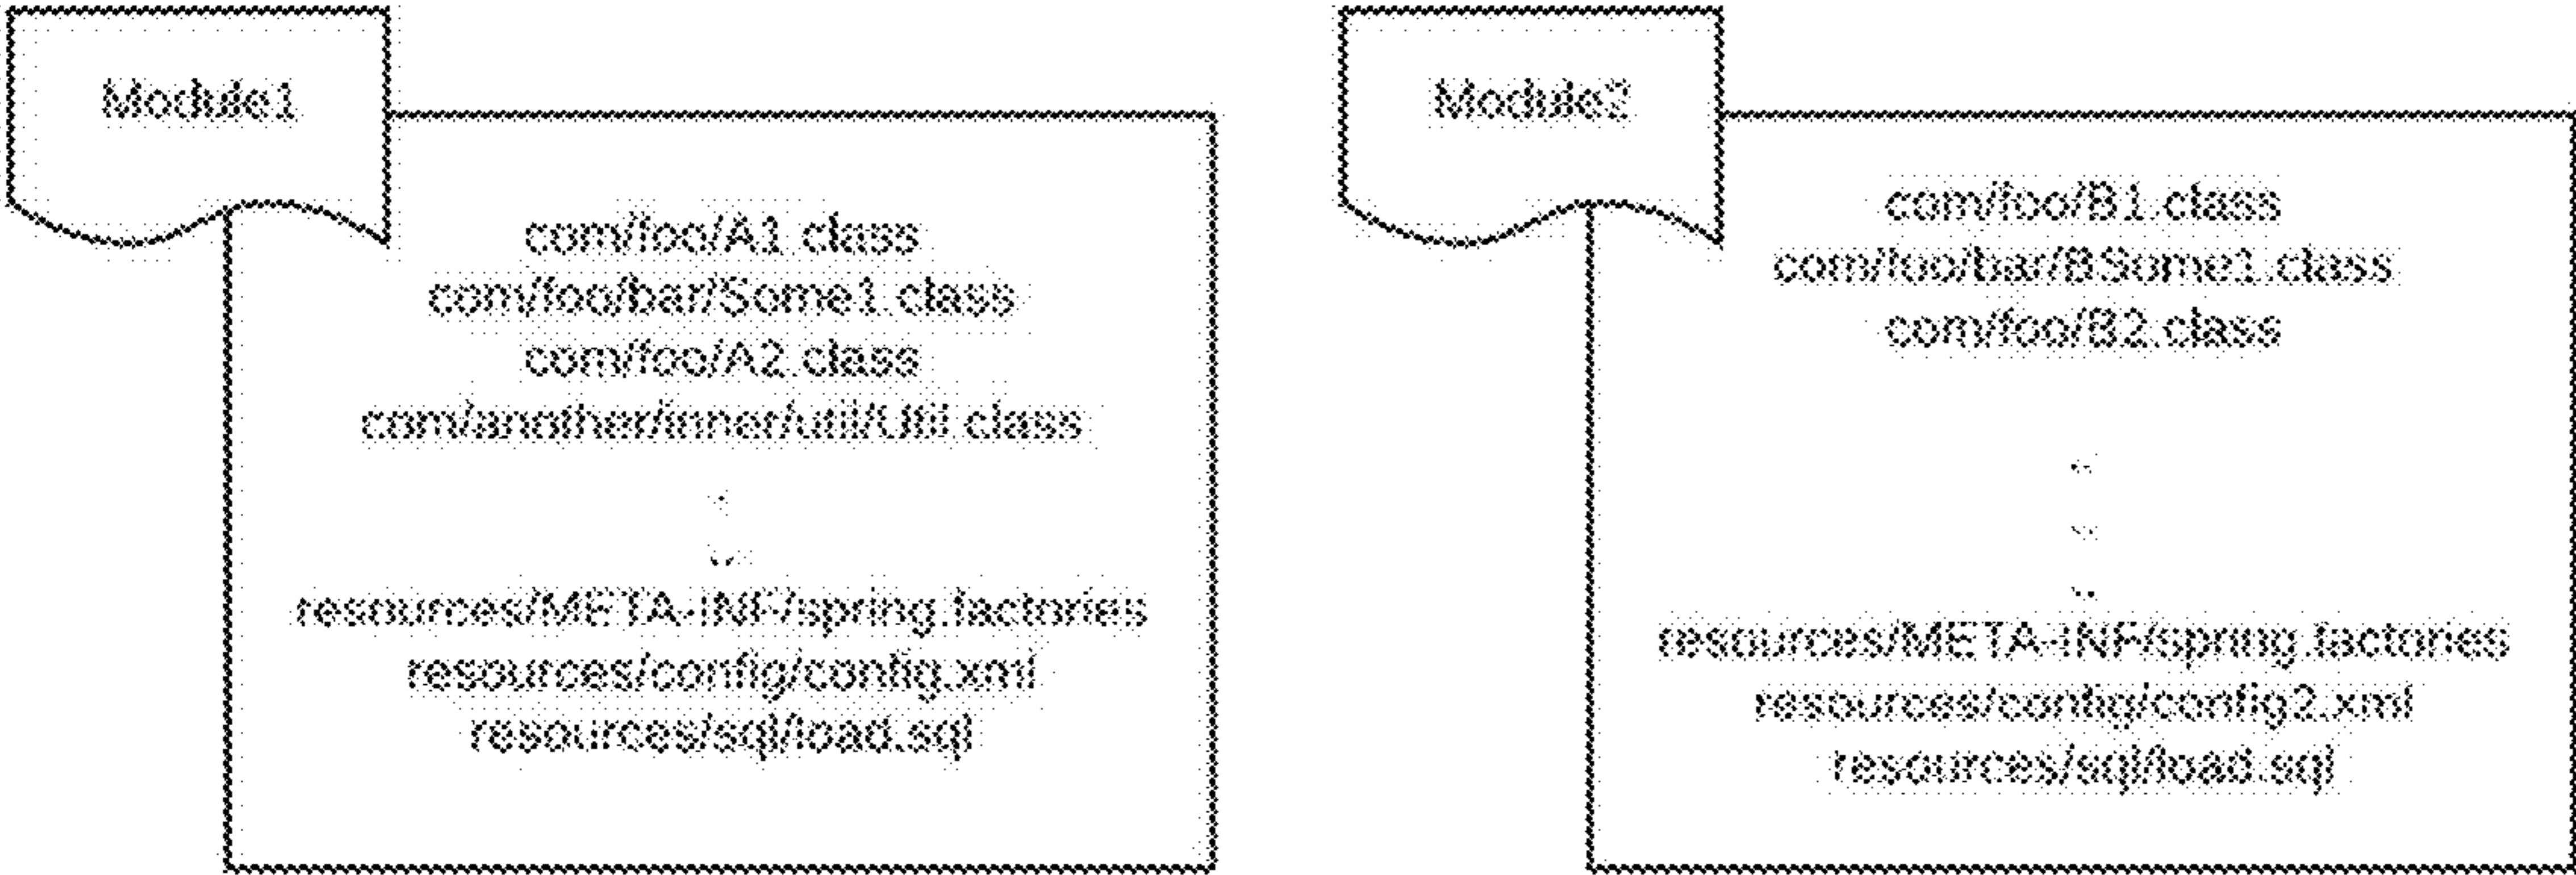 Module1
com/foo/A1.class
com/foo/bar/Some1.class
com/foo/A2.class
com/another/inner/util/Util.class
.
.
resources/META-INF/spring.factories
resources/config/config.xml
resources/sql/load.sql
Module2
com/foo/B1.class
com/foo/bar/BSome1.class
com/foo/B2.class
.
.
.
resources/META-INF/spring.factories
resources/config/config2.xml
resources/sql/load.sql